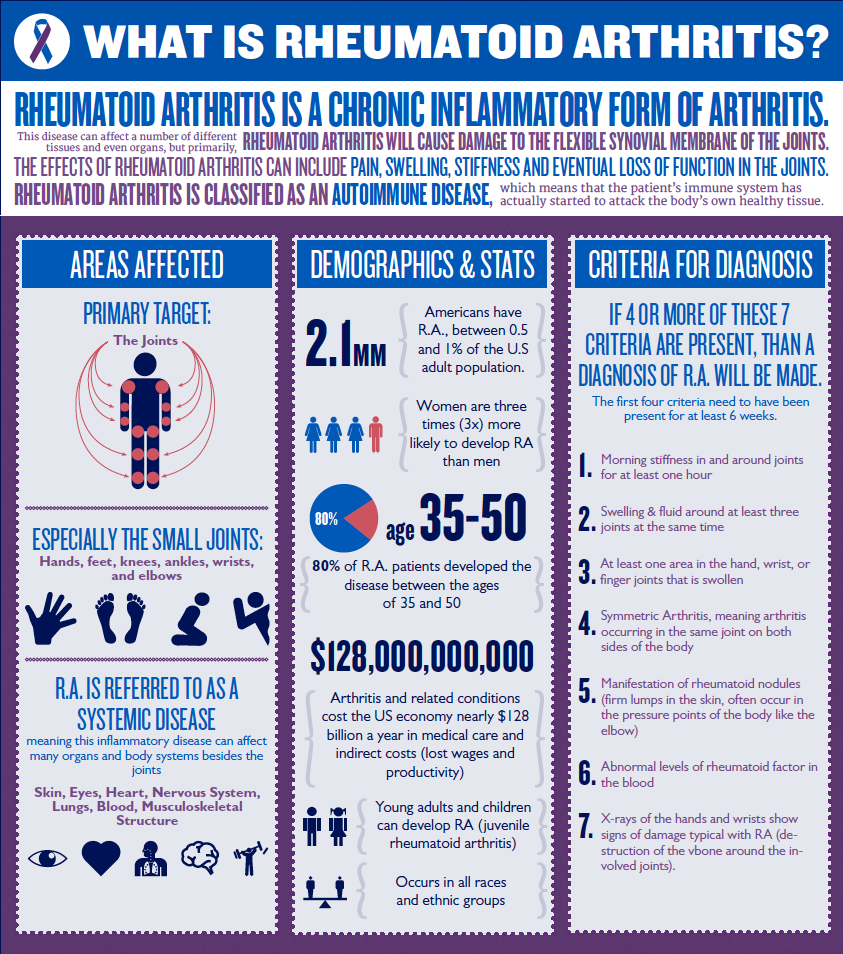 WHAT IS RHEUMATOID ARTHRITIS?
RHEUMATOID ARTHRITIS IS A CHRONIC INFLAMMATORY FORM OF ARTHRITIS.
This disease can affect a number of different
tissues and even organs, but primarily,
RHEUMATOID ARTHRITIS WILL CAUSE DAMAGE TO THE FLEXIBLE SYNOVIAL MEMBRANE OF THE JOINTS.
THE EFFECTS OF RHEUMATOID ARTHRITIS CAN INCLUDE PAIN, SWELLING, STIFFNESS AND EVENTUAL LOSS OF FUNCTION IN THE JOINTS.
RHEUMATOID ARTHRITIS IS CLASSIFIED AS AN AUTOIMMUNE DISEASE,
which means that the patient's immune system has
actually started to attack the body's own healthy tissue.
AREAS AFFECTED
PRIMARY TARGET:
The Joints
ESPECIALLY THE SMALL JOINTS:
Hands, feet, knees, ankles, wrists,
and elbows
R.A. IS REFERRED TO AS A
SYSTEMIC DISEASE
meaning this inflammatory disease can affect
many organs and body systems besides the
joints
Skin, Eyes, Heart, Nervous System,
Lungs, Blood, Musculoskeletal
Structure
DEMOGRAPHICS & STATS
2.1MM
Americans have
R.A., between 0.5
and 1% of the U.S
adult population.
Women are three
times (3x) more
likely to develop RA
than men
80%
age 35-50
80% of R.A. patients developed the
disease between the ages
of 35 and 50
$128,000,000,000
Arthritis and related conditions
cost the US economy nearly $128
billion a year in medical care and
indirect costs (lost wages and
productivity)
Young adults and children
can develop RA (juvenile
rheumatoid arthritis)
Occurs in all races
and ethnic groups
CRITERIA FOR DIAGNOSIS
IF 4 OR MORE OF THESE 7
CRITERIA ARE PRESENT, THAN A
DIAGNOSIS OF R.A. WILL BE MADE.
The first four criteria need to have been
present for at least 6 weeks.
1. Morning stiffness in and around joints
for at least one hour
2. Swelling & fluid around at least three
joints at the same time
3. At least one area in the hand, wrist, or
finger joints that is swollen
4. Symmetric Arthritis, meaning arthritis
occurring in the same joint on both
sides of the body
5. Manifestation of rheumatoid nodules
(firm lumps in the skin, often occur in
the pressure points of the body like the
elbow)
6. Abnormal levels of rheumatoid factor in
the blood
7. X-rays of the hands and wrists show
signs of damage typical with RA (de-
struction of the vbone around the in-
volved joints).